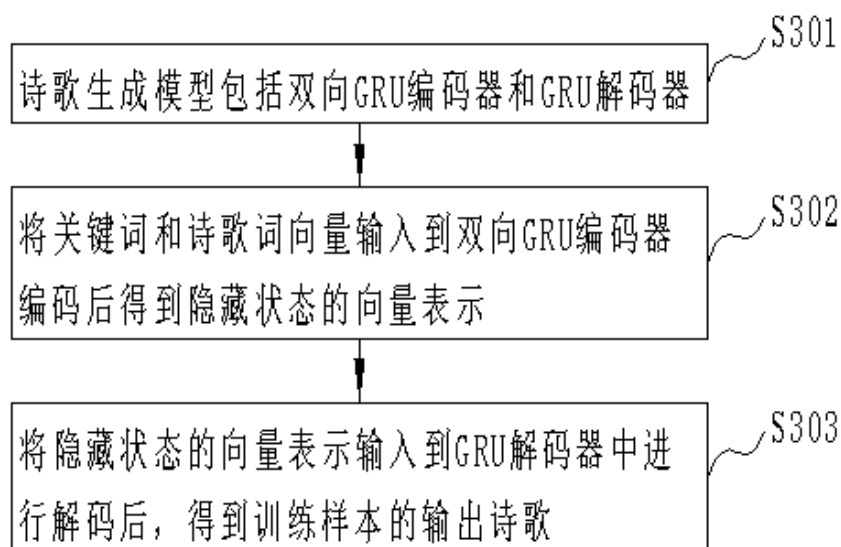 S301
诗歌生成模型包括双向GRU编码器和GRU解码器
S302
将关键词和诗歌词向量输入到双向GRU编码器
编码后得到隐藏状态的向量表示
S303
将隐藏状态的向量表示输入到GRU解码器中进
行解码后，得到训练样本的输出诗歌